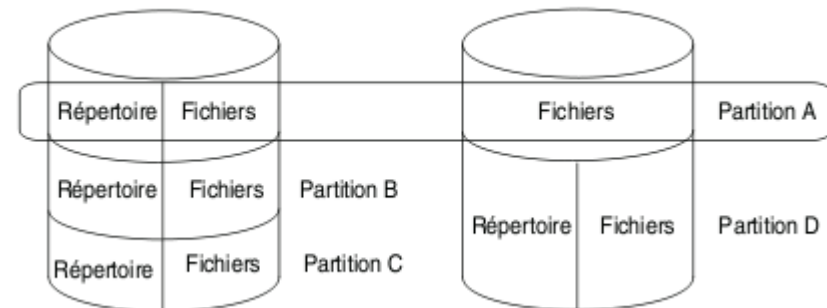 Répertoire Fichiers Fichiers Partition A
Répertoire Fichiers Partition B
Répertoire Fichiers Partition D
Répertoire Fichiers Partition C